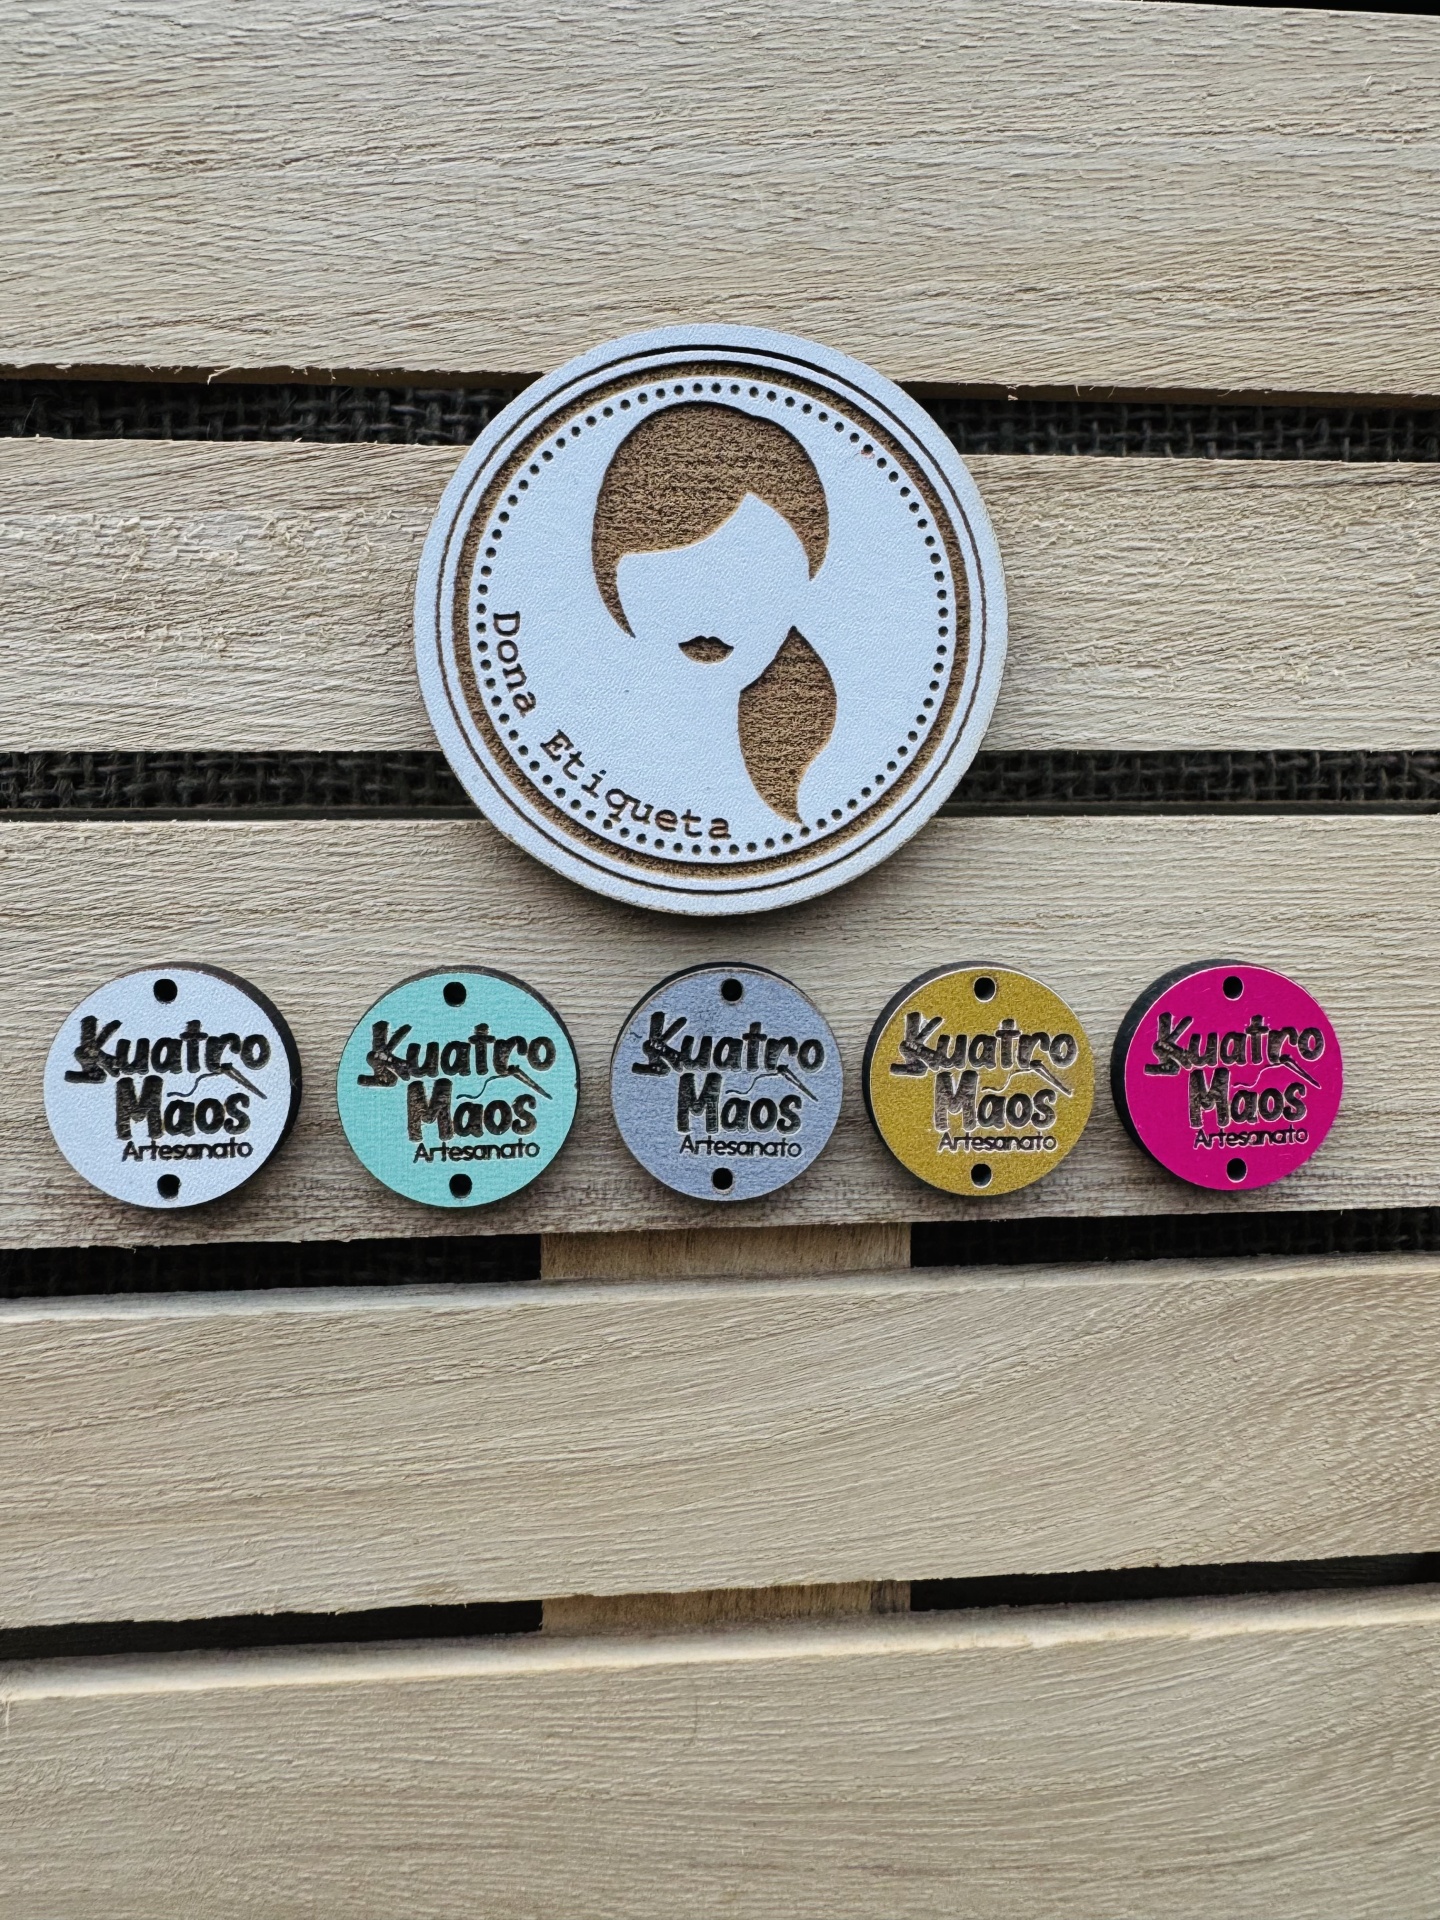 Dona Etiqueta
Kuatro
Mãos
Artesanato
Kuatro
Mãos
Artesanato
Kuatro
Mãos
Artesanato
Kuatro
Mãos
Artesanato
Kuatro
Mãos
Artesanato